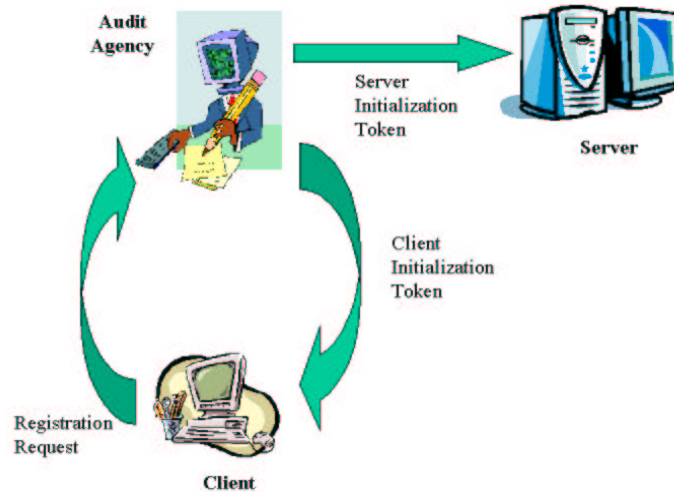 Audit
Agency
Server
Initialization
Token
Server
Client
Initialization
Token
Registration
Request
Client